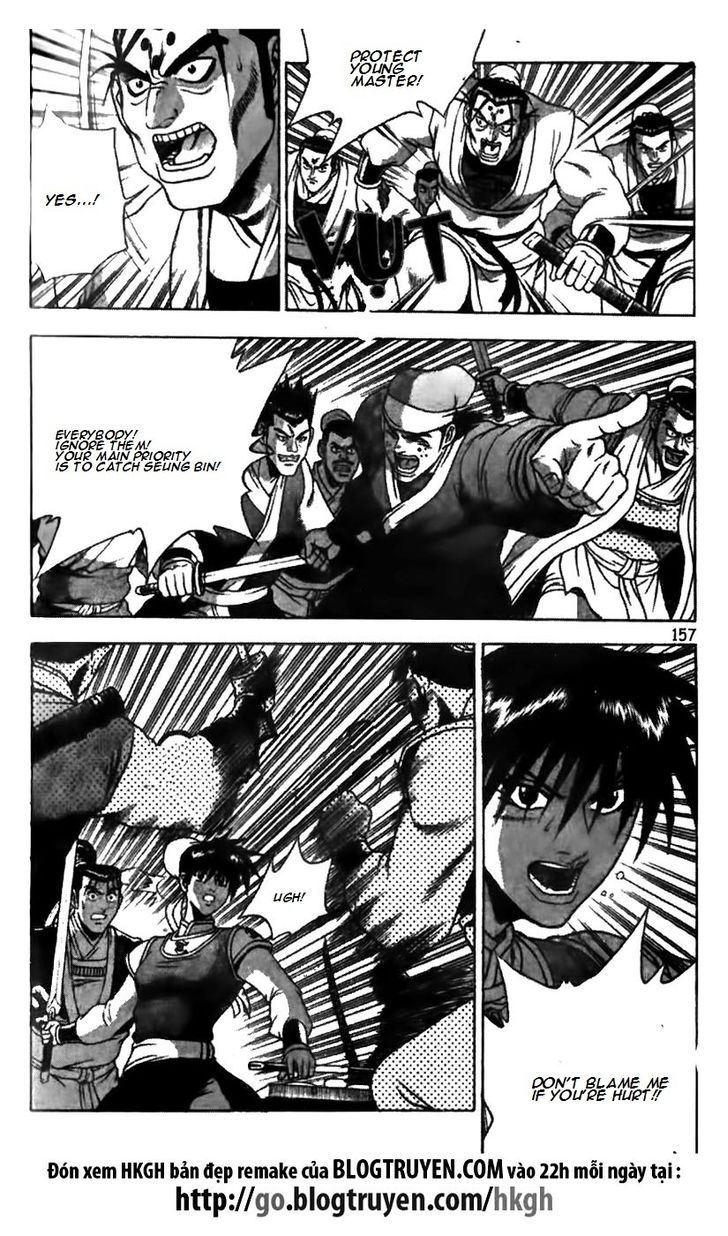 PROTECT
YOUNG
MASTER!
YES...!
VỤT
EVERYBODY!
IGNORE THEM!
YOUR MAIN PRIORITY
IS TO CATCH SEUNG BIN!
157
UGH!
DON'T BLAME ME
IF YOU'RE HURT!!
Đón xem HKGH bản đẹp remake của BLOGTRUYEN.COM vào 22h mỗi ngày tại :
http://go.blogtruyen.com/hkgh